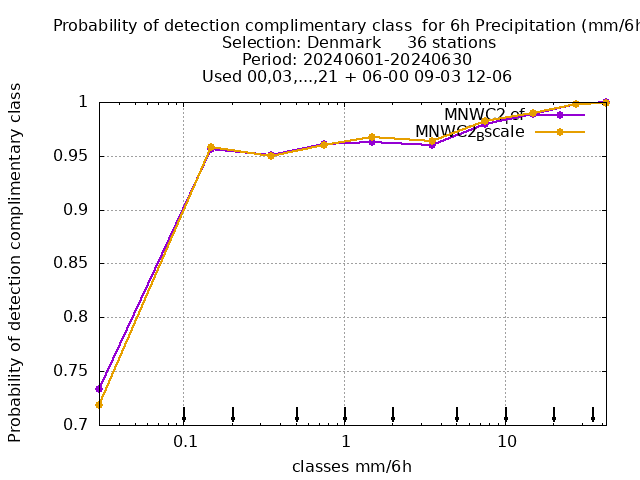 Probability of detection complimentary class for 6h Precipitation (mm/6h
Selection: Denmark 36 stations
Period: 20240601-20240630
Used 00,03,...,21 + 06-00 09-03 12-06
Probability of detection complimentary class
1
0.95
0.9
0.85
0.8
0.75
0.7
MNWC2_of
MNWC2_Bscale
0.1
1
10
classes mm/6h